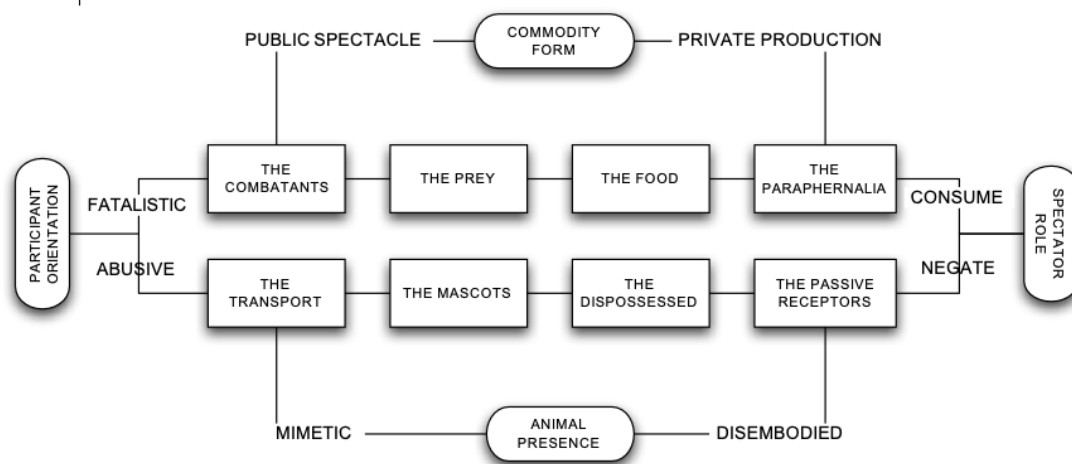 PUBLIC SPECTACLE
COMMODITY
FORM
PRIVATE PRODUCTION
PARTICIPANT
ORIENTATION
FATALISTIC
ABUSIVE
THE
COMBATANTS
THE PREY
THE FOOD
THE
PARAPHERNALIA
CONSUME
NEGATE
SPECTATOR
ROLE
THE
TRANSPORT
THE MASCOTS
THE
DISPOSSESSED
THE PASSIVE
RECEPTORS
MIMETIC
ANIMAL
PRESENCE
DISEMBODIED